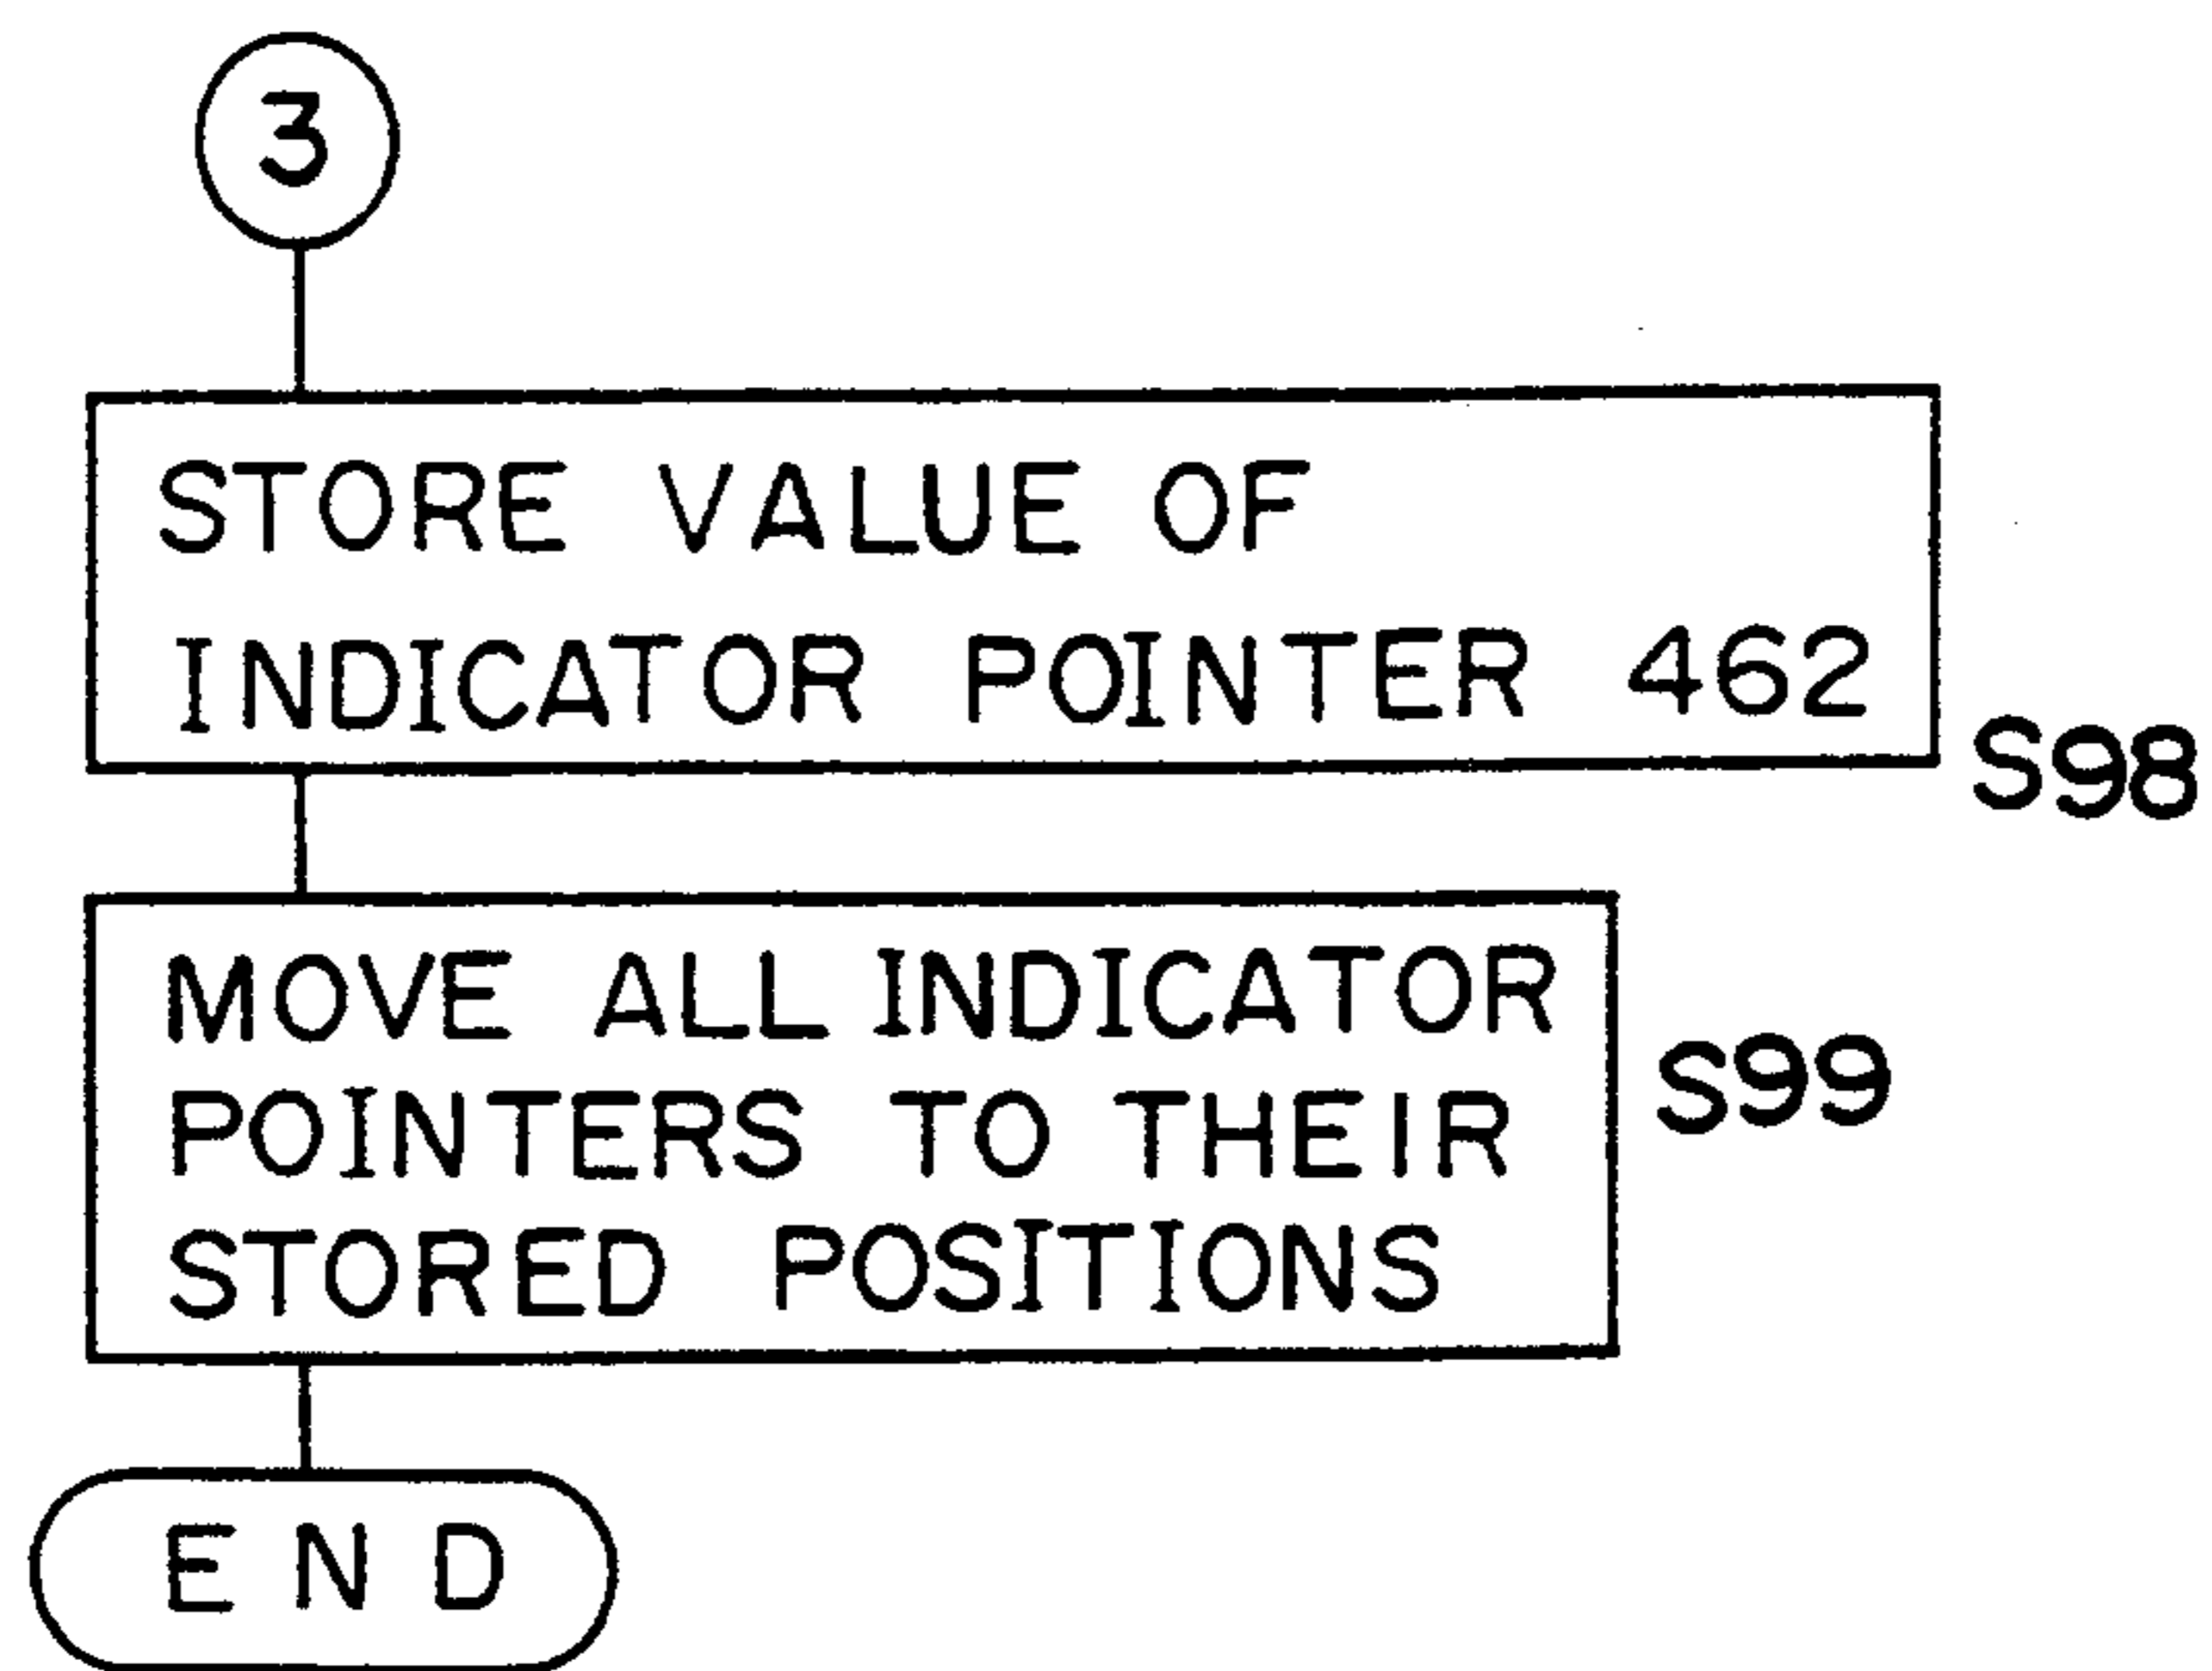 3
STORE VALUE OF
INDICATOR POINTER 462
S98
MOVE ALL INDICATOR
POINTERS TO THEIR
STORED POSITIONS
S99
END